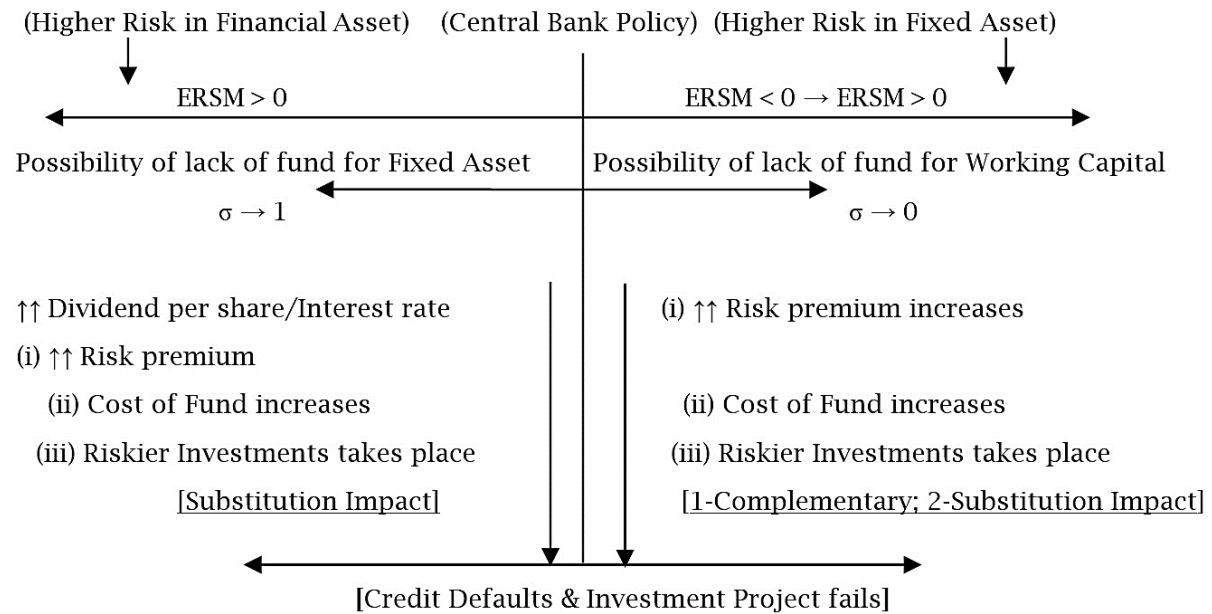 (Higher Risk in Financial Asset) (Central Bank Policy) (Higher Risk in Fixed Asset)
ERSM > 0 ERSM < 0 → ERSM > 0
Possibility of lack of fund for Fixed Asset Possibility of lack of fund for Working Capital
σ → 1 σ → 0
↑↑ Dividend per share/Interest rate (i) ↑↑ Risk premium increases
(i) ↑↑ Risk premium
(ii) Cost of Fund increases (ii) Cost of Fund increases
(iii) Riskier Investments takes place (iii) Riskier Investments takes place
[Substitution Impact] [1-Complementary; 2-Substitution Impact]
[Credit Defaults & Investment Project fails]